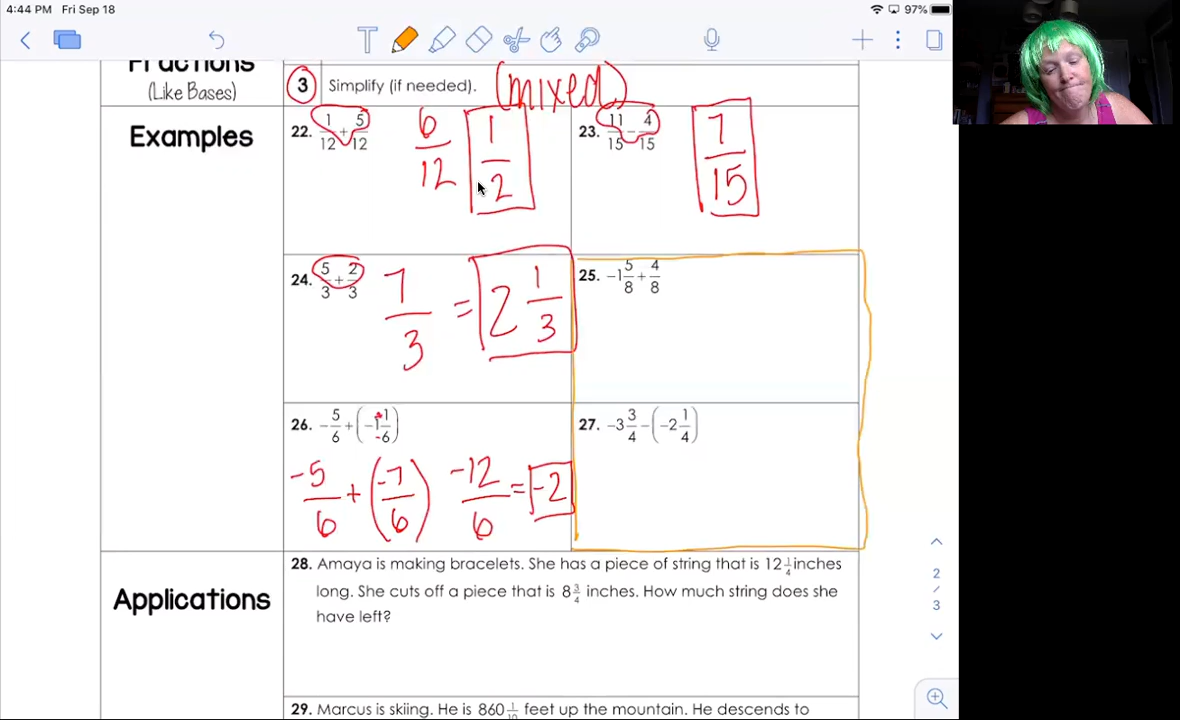 4:44 PM Fri Sep 18 97%
Fractions
(Like Bases)
3 Simplify (if needed). (mixed)
Examples
22. 1/12 + 5/12 6/12 1/2
23. 11/15 - 4/15 7/15
24. 5/3 + 2/3 7/3 = 2 1/3
25. -1 5/8 + 4/8
26. -5/6 + (-1 1/6)
-5/6 + (-7/6) -12/6 = -2
27. -3 3/4 - (-2 1/4)
Applications
28. Amaya is making bracelets. She has a piece of string that is 12 1/4 inches
long. She cuts off a piece that is 8 3/4 inches. How much string does she
have left?
29. Marcus is skiing. He is 860 1/10 feet up the mountain. He descends to
2
/
3